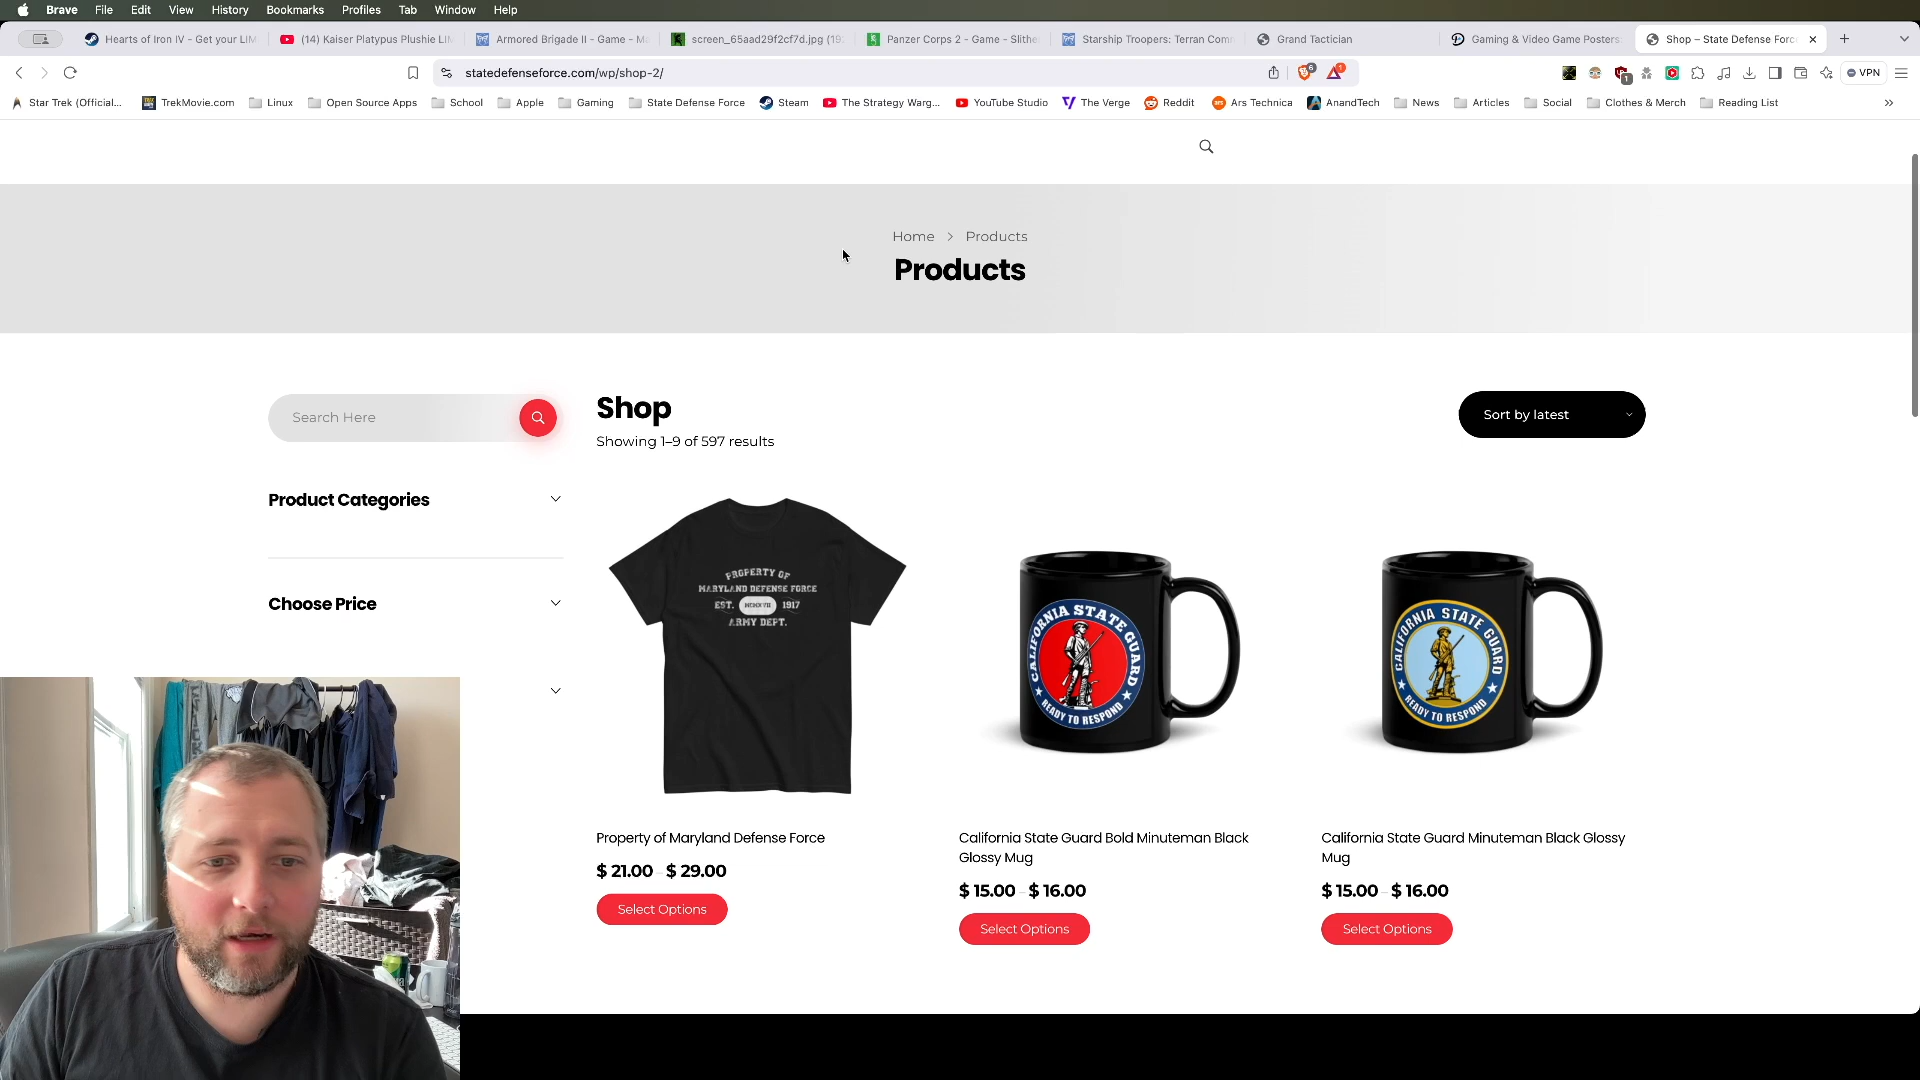 Brave File Edit View History Bookmarks Profiles Tab Window Help
Hearts of Iron IV - Get your LIM
(14) Kaiser Platypus Plushie LIM
Armored Brigade II - Game - M
screen_65aad29f2cf7d.jpg (19
Panzer Corps 2 - Game - Slithe
Starship Troopers: Terran Com
Grand Tactician
Gaming & Video Game Posters
Shop – State Defense Forc
statedefenseforce.com/wp/shop-2/
6
1
1
VPN
Star Trek (Official... TrekMovie.com Linux Open Source Apps School Apple Gaming State Defense Force Steam The Strategy Warg... YouTube Studio The Verge Reddit Ars Technica AnandTech News Articles Social Clothes & Merch Reading List
Home > Products
Products
Search Here
Shop
Showing 1–9 of 597 results
Sort by latest
Product Categories
Choose Price
PROPERTY OF
MARYLAND DEFENSE FORCE
EST. MCMXVII 1917
ARMY DEPT.
CALIFORNIA STATE GUARD
READY TO RESPOND
CALIFORNIA STATE GUARD
READY TO RESPOND
Property of Maryland Defense Force
$ 21.00 – $ 29.00
Select Options
California State Guard Bold Minuteman Black
Glossy Mug
$ 15.00 – $ 16.00
Select Options
California State Guard Minuteman Black Glossy
Mug
$ 15.00 – $ 16.00
Select Options